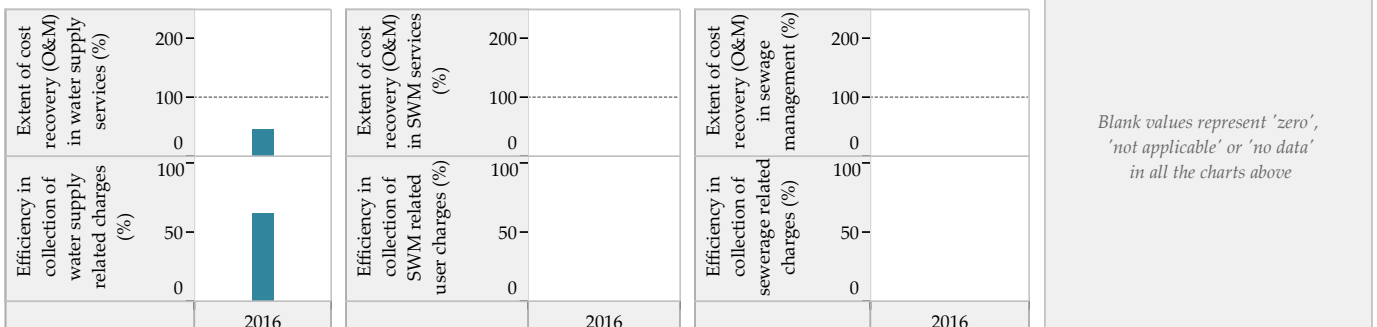 Extent of cost
recovery (O&M)
in water supply
services (%)
200
100
0
Efficiency in
collection of
water supply
related charges
(%)
100
50
0
2016
Extent of cost
recovery (O&M)
in SWM services
(%)
200
100
0
Efficiency in
collection of
SWM related
user charges (%)
100
50
0
2016
Extent of cost
recovery (O&M)
in sewage
management (%)
200
100
0
Efficiency in
collection of
sewerage related
charges (%)
100
50
0
2016
Blank values represent 'zero',
'not applicable' or 'no data'
in all the charts above